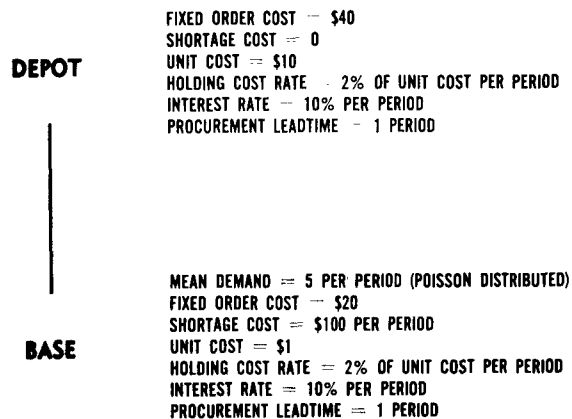 FIXED ORDER COST — $40
SHORTAGE COST = 0
UNIT COST = $10
DEPOT
HOLDING COST RATE - 2% OF UNIT COST PER PERIOD
INTEREST RATE — 10% PER PERIOD
PROCUREMENT LEADTIME — 1 PERIOD
MEAN DEMAND = 5 PER PERIOD (POISSON DISTRIBUTED)
FIXED ORDER COST — $20
SHORTAGE COST = $100 PER PERIOD
BASE
UNIT COST = $1
HOLDING COST RATE = 2% OF UNIT COST PER PERIOD
INTEREST RATE = 10% PER PERIOD
PROCUREMENT LEADTIME = 1 PERIOD